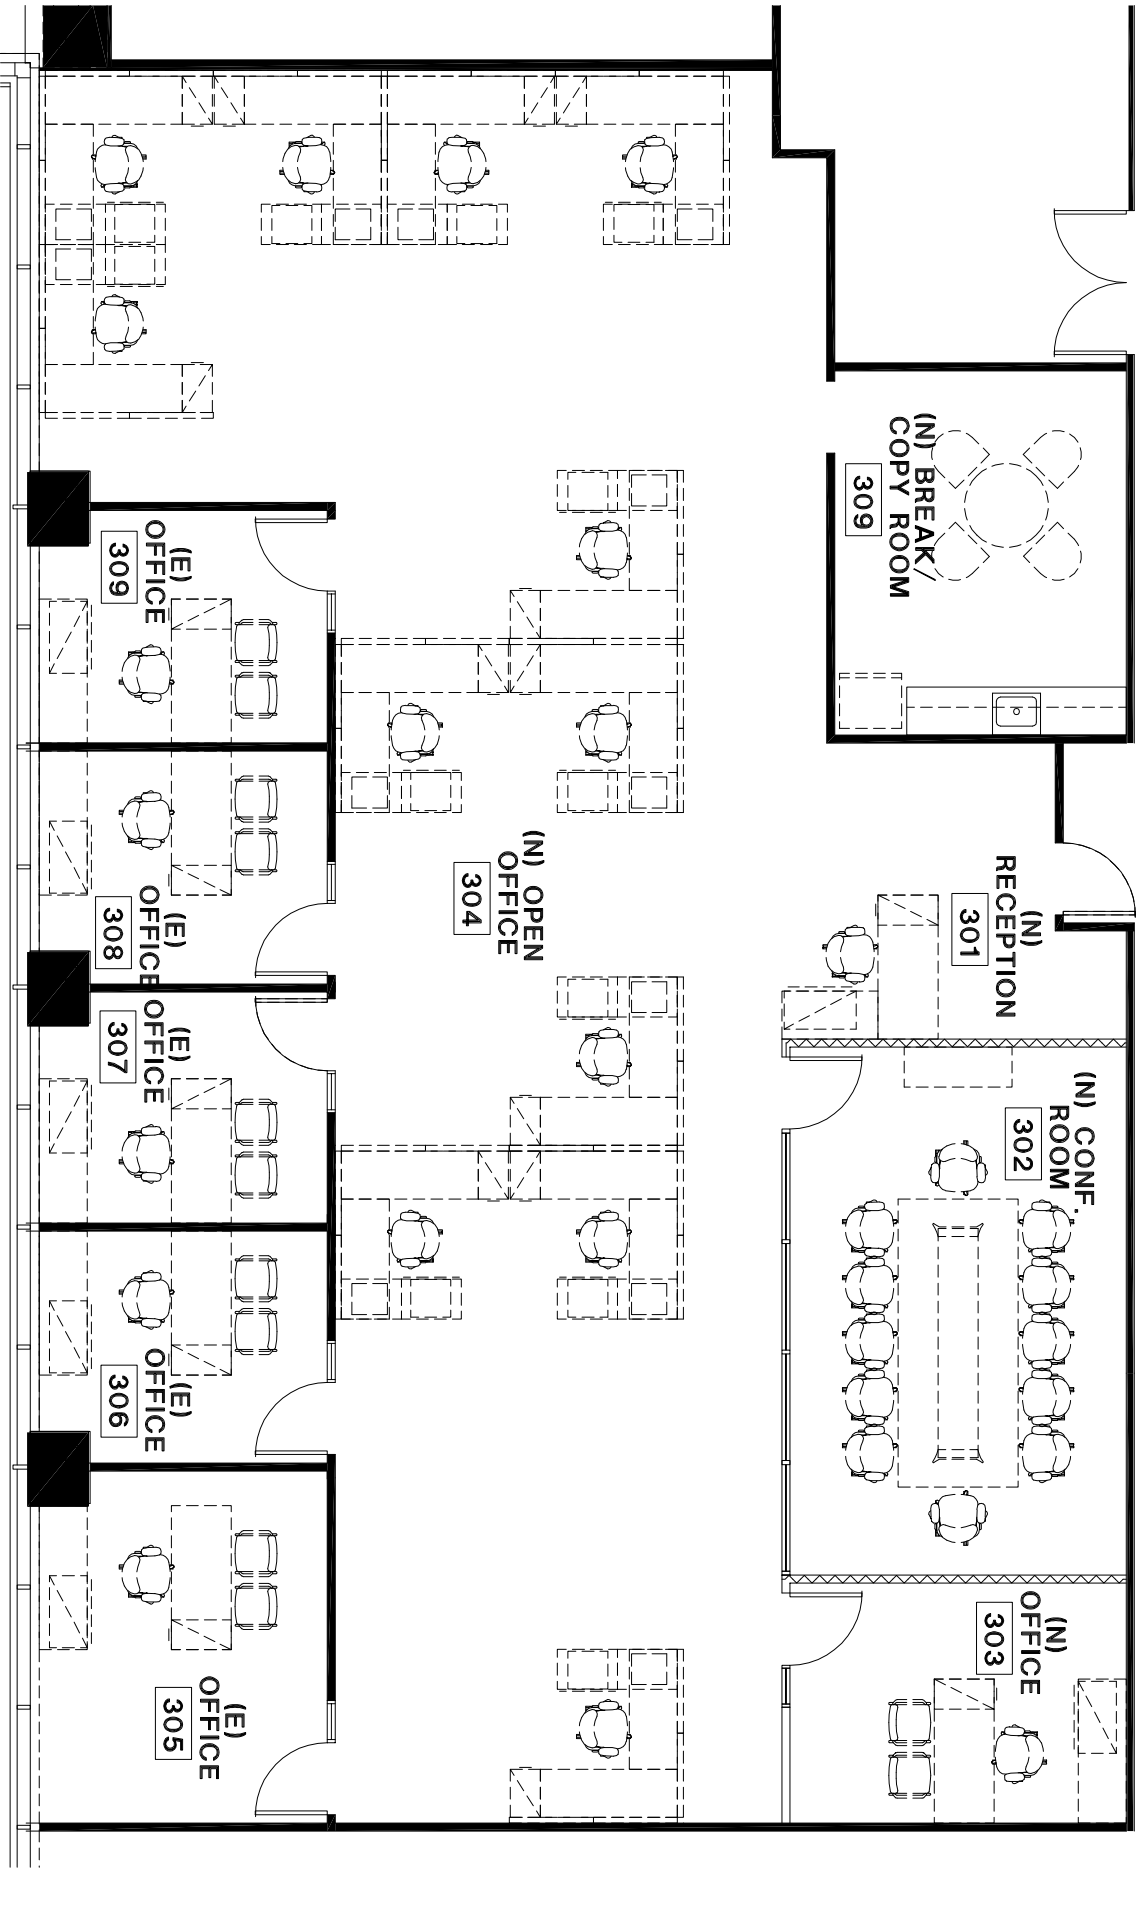 (N) BREAK/
COPY ROOM
309
(N)
RECEPTION
301
(N) CONF.
ROOM
302
(N)
OFFICE
303
(N) OPEN
OFFICE
304
(E)
OFFICE
309
(E)
OFFICE
308
(E)
OFFICE
307
(E)
OFFICE
306
(E)
OFFICE
305